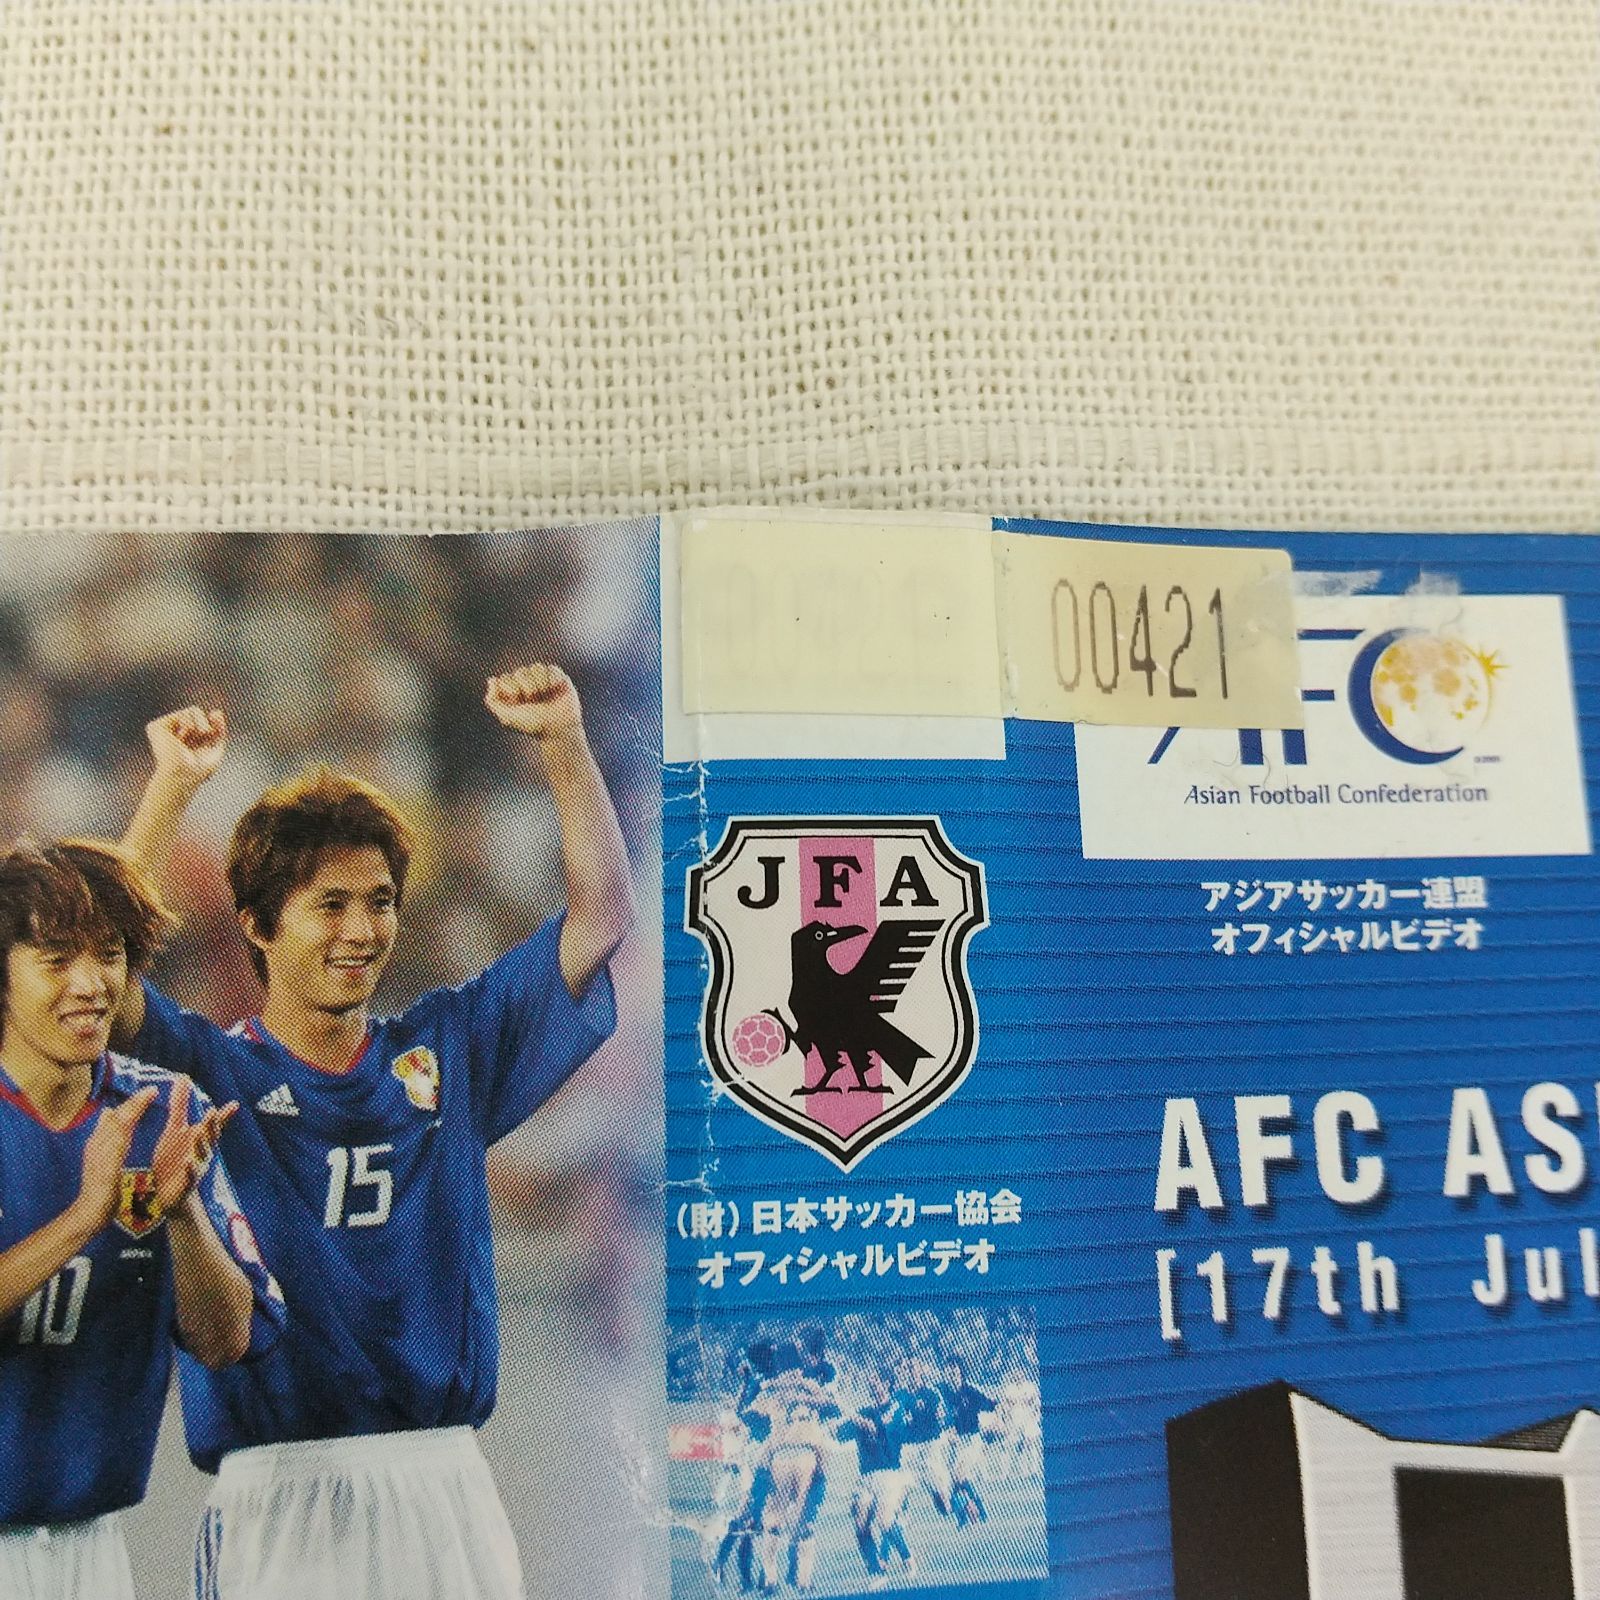 00421
AFC
Asian Football Confederation
アジアサッカー連盟
オフィシャルビデオ
JFA
(財)日本サッカー協会
オフィシャルビデオ
AFC AS
[17th Jul
15
10
JAPAN